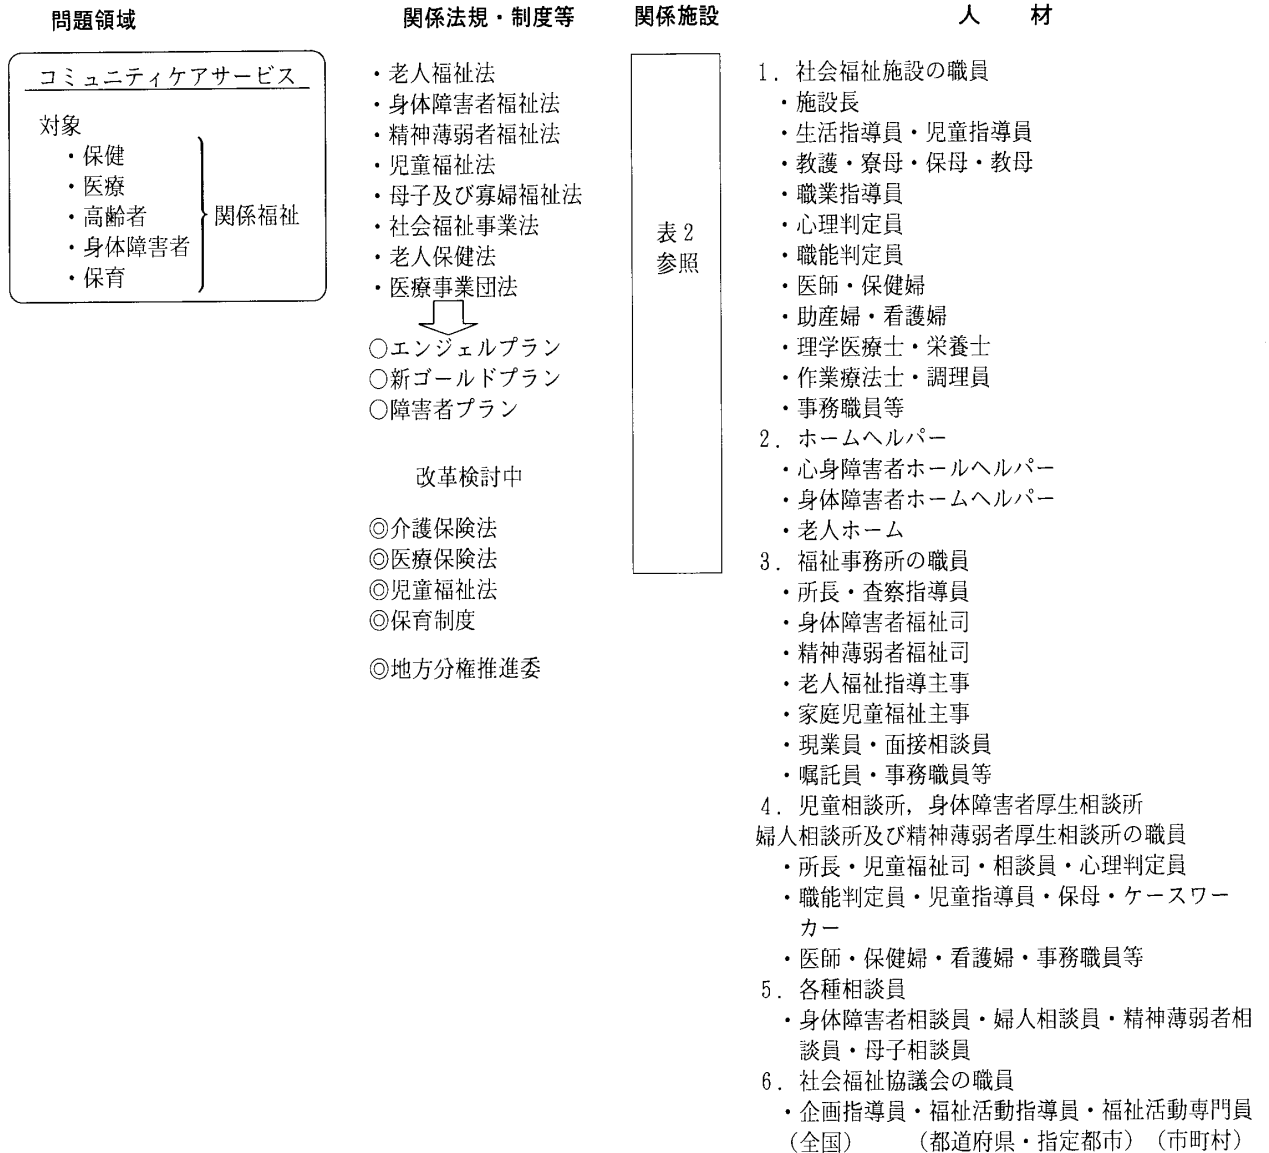 問題領域
コミュニティケアサービス
対象
・保健
・医療
・高齢者
・身体障害者
・保育
関係福祉
関係法規・制度等
・老人福祉法
・身体障害者福祉法
・精神薄弱者福祉法
・児童福祉法
・母子及び寡婦福祉法
・社会福祉事業法
・老人保健法
・医療事業団法
○エンジェルプラン
○新ゴールドプラン
○障害者プラン
改革検討中
◎介護保険法
◎医療保険法
◎児童福祉法
◎保育制度
◎地方分権推進委
関係施設
表2
参照
人　材
1．社会福祉施設の職員
・施設長
・生活指導員・児童指導員
・教護・寮母・保母・教母
・職業指導員
・心理判定員
・職能判定員
・医師・保健婦
・助産婦・看護婦
・理学医療士・栄養士
・作業療法士・調理員
・事務職員等
2．ホームヘルパー
・心身障害者ホールヘルパー
・身体障害者ホームヘルパー
・老人ホーム
3．福祉事務所の職員
・所長・査察指導員
・身体障害者福祉司
・精神薄弱者福祉司
・老人福祉指導主事
・家庭児童福祉主事
・現業員・面接相談員
・嘱託員・事務職員等
4．児童相談所，身体障害者厚生相談所
婦人相談所及び精神薄弱者厚生相談所の職員
・所長・児童福祉司・相談員・心理判定員
・職能判定員・児童指導員・保母・ケースワー
カー
・医師・保健婦・看護婦・事務職員等
5．各種相談員
・身体障害者相談員・婦人相談員・精神薄弱者相
談員・母子相談員
6．社会福祉協議会の職員
・企画指導員・福祉活動指導員・福祉活動専門員
（全国）　（都道府県・指定都市）（市町村）